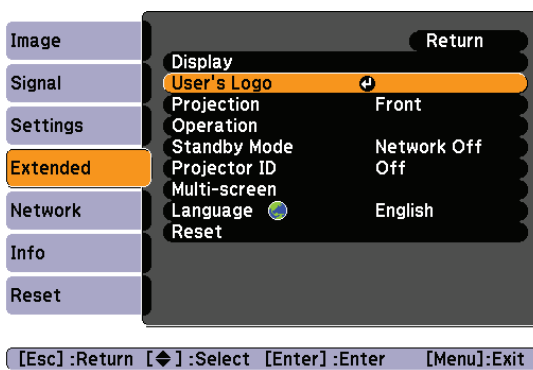 Image
Signal
Settings
Extended
Network
Info
Reset
Return
Display
User's Logo
Projection Front
Operation
Standby Mode Network Off
Projector ID Off
Multi-screen
Language English
Reset
[Esc] :Return [◆] :Select [Enter] :Enter [Menu]:Exit